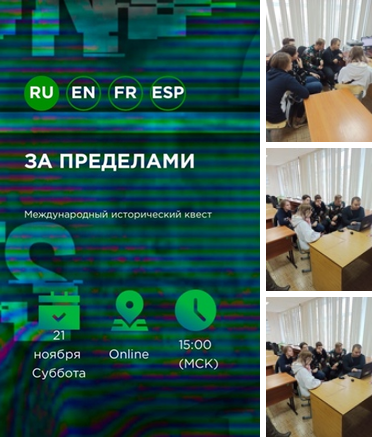 RU EN FR ESP
ЗА ПРЕДЕЛАМИ
Международный исторический квест
21
ноября
Суббота
Online
15:00
(МСК)